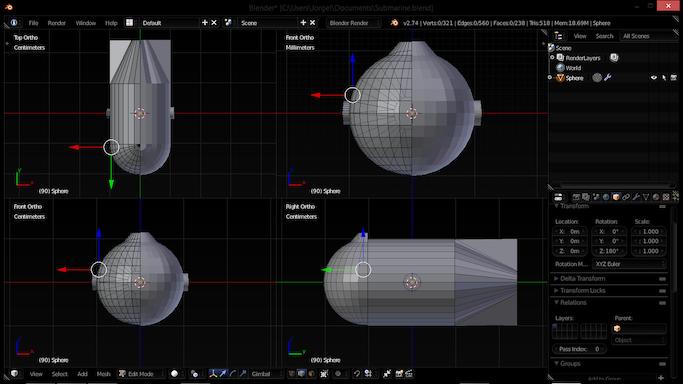 Blender* [C:\Users\Jorge!\Documents\Submarine.blend]
File Render Window Help Default Scene Blender Render v2.74 | Verts:0/321 | Edges:0/560 | Faces:0/238 | Tris:518 | Mem:18.69M | Sphere
Top Ortho
Centimeters
(90) Sphere
Front Ortho
Millimeters
(90) Sphere
Front Ortho
Centimeters
(90) Sphere
Right Ortho
Centimeters
(90) Sphere
View Select Add Mesh Edit Mode Gimbal
View Search All Scenes
Scene
RenderLayers
World
Sphere
Transform
Location: Rotation: Scale:
X: 0m X: 0° X: 1.000
Y: 0m Y: 0° Y: 1.000
Z: 0m Z: 180° Z: 1.000
Rotation M... XYZ Euler
Delta Transform
Transform Locks
Relations
Layers: Parent:
Object
Pass Index: 0
Groups